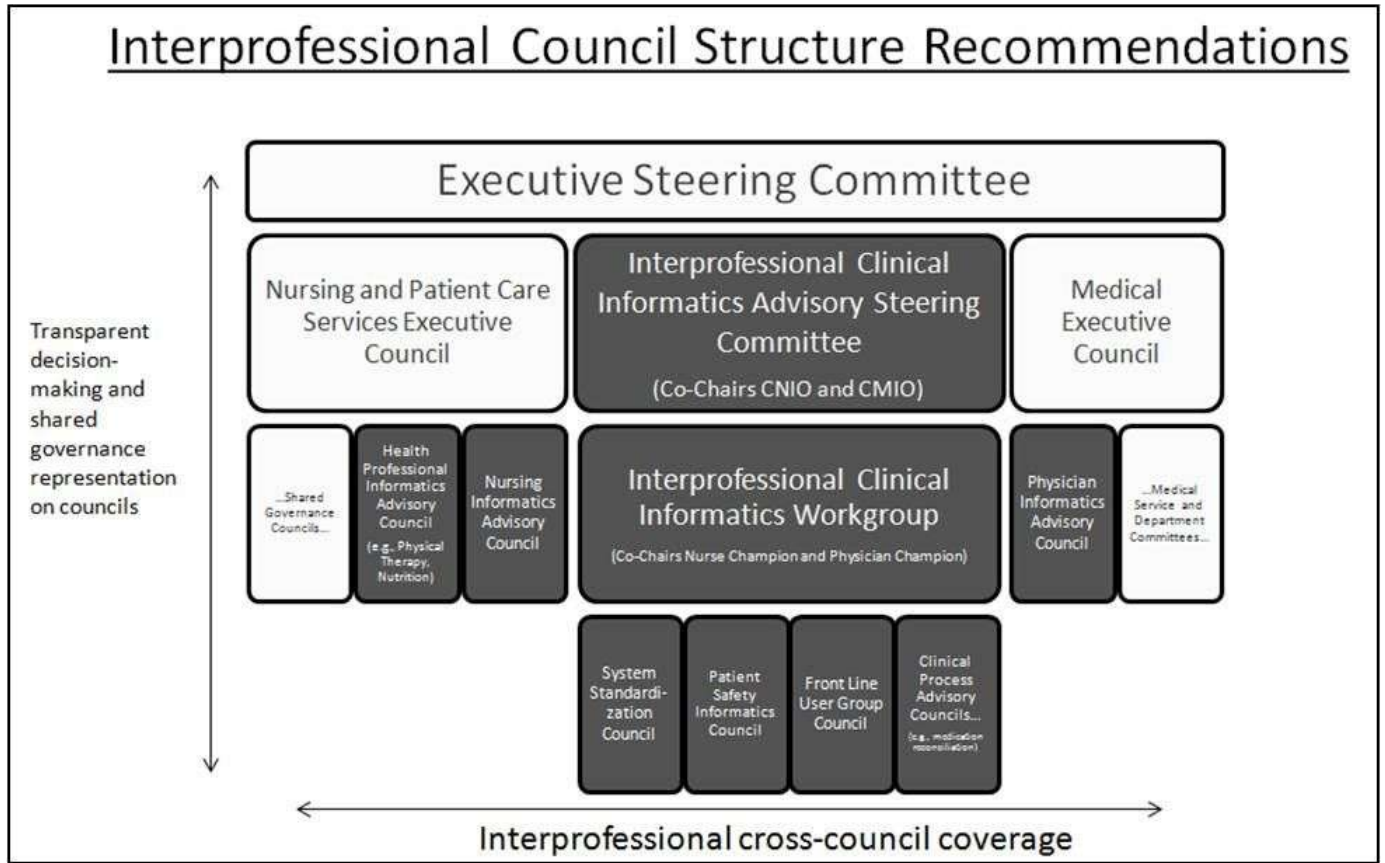 Interprofessional Council Structure Recommendations
Executive Steering Committee
Nursing and Patient Care
Services Executive
Council
Interprofessional Clinical
Informatics Advisory Steering
Committee
(Co-Chairs CNIO and CMIO)
Medical
Executive
Council
Transparent
decision-
making and
shared
governance
representation
on councils
...Shared
Governance
Councils...
Health
Professional
Informatics
Advisory
Council
(e.g., Physical
Therapy,
Nutrition)
Nursing
Informatics
Advisory
Council
Interprofessional Clinical
Informatics Workgroup
(Co-Chairs Nurse Champion and Physician Champion)
Physician
Informatics
Advisory
Council
...Medical
Service and
Department
Committees...
System
Standardi-
zation
Council
Patient
Safety
Informatics
Council
Front Line
User Group
Council
Clinical
Process
Advisory
Councils...
(e.g., medication
reconciliation)
Interprofessional cross-council coverage